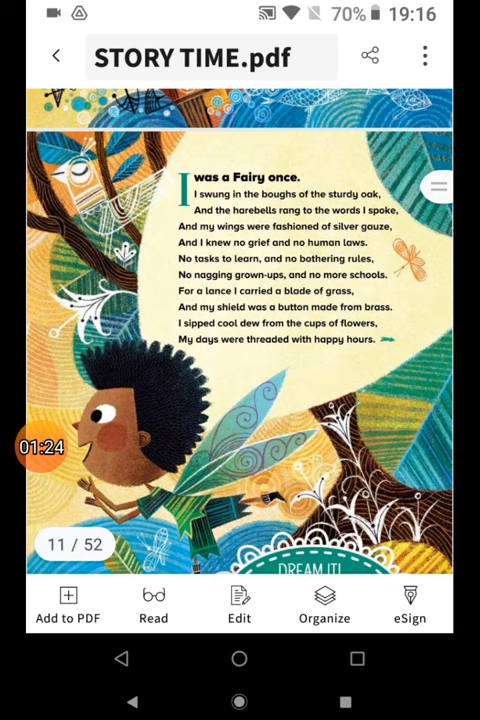 70% 19:16
STORY TIME.pdf
I was a Fairy once.
I swung in the boughs of the sturdy oak,
And the harebells rang to the words I spoke,
And my wings were fashioned of silver gauze,
And I knew no grief and no human laws.
No tasks to learn, and no bothering rules,
No nagging grown-ups, and no more schools.
For a lance I carried a blade of grass,
And my shield was a button made from brass.
I sipped cool dew from the cups of flowers,
My days were threaded with happy hours.
01:24
11 / 52
DREAM IT!
Add to PDF Read Edit Organize eSign